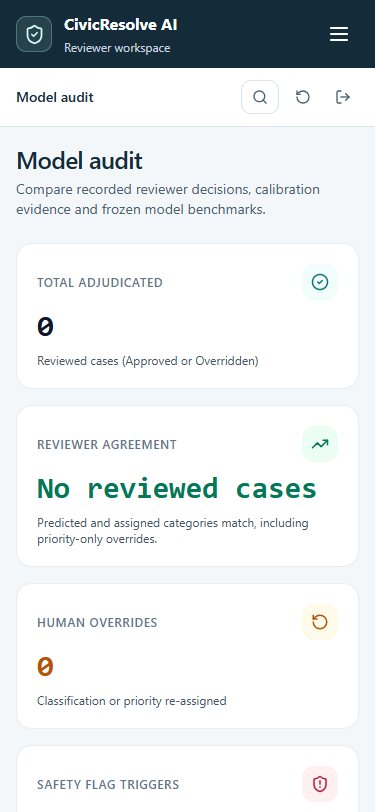 CivicResolve AI
Reviewer workspace
Model audit
Model audit
Compare recorded reviewer decisions, calibration
evidence and frozen model benchmarks.
TOTAL ADJUDICATED
0
Reviewed cases (Approved or Overridden)
REVIEWER AGREEMENT
No reviewed cases
Predicted and assigned categories match, including
priority-only overrides.
HUMAN OVERRIDES
0
Classification or priority re-assigned
SAFETY FLAG TRIGGERS